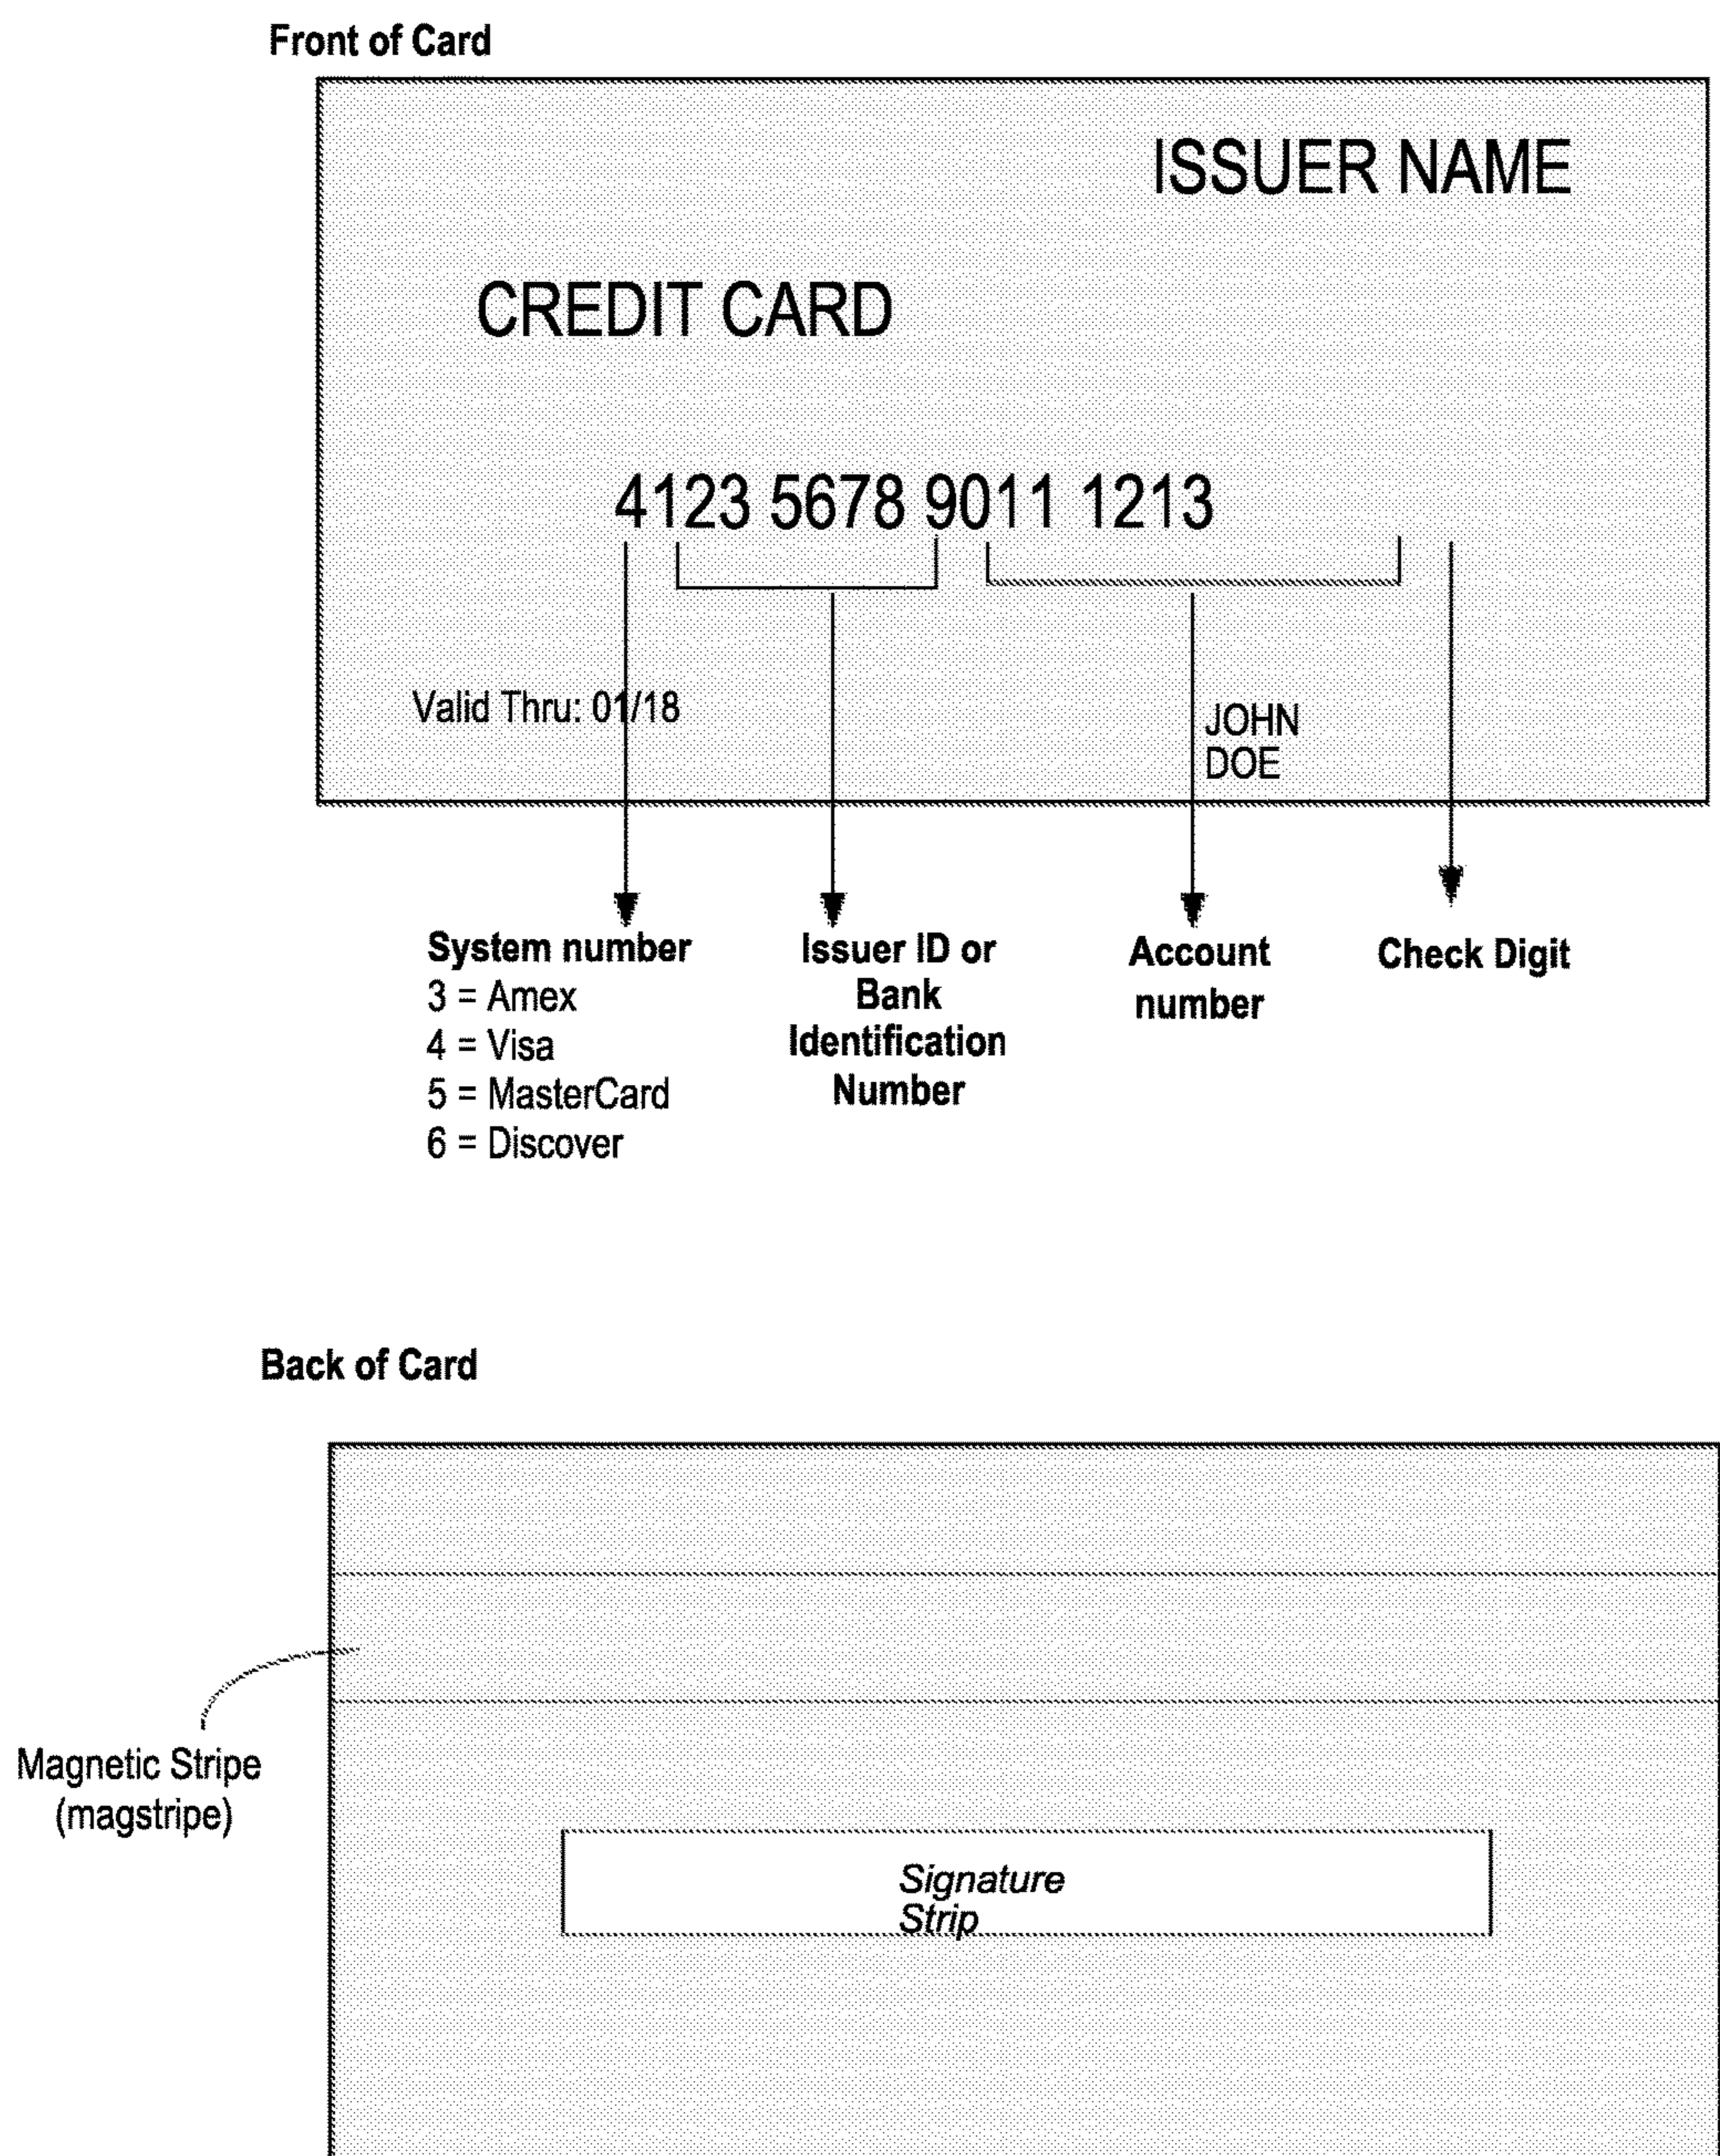 Front of Card
ISSUER NAME
CREDIT CARD
4123 5678 9011 1213
Valid Thru: 01/18
JOHN
DOE
System number
3 = Amex
4 = Visa
5 = MasterCard
6 = Discover
Issuer ID or
Bank
Identification
Number
Account
number
Check Digit
Back of Card
Magnetic Stripe
(magstripe)
Signature
Strip